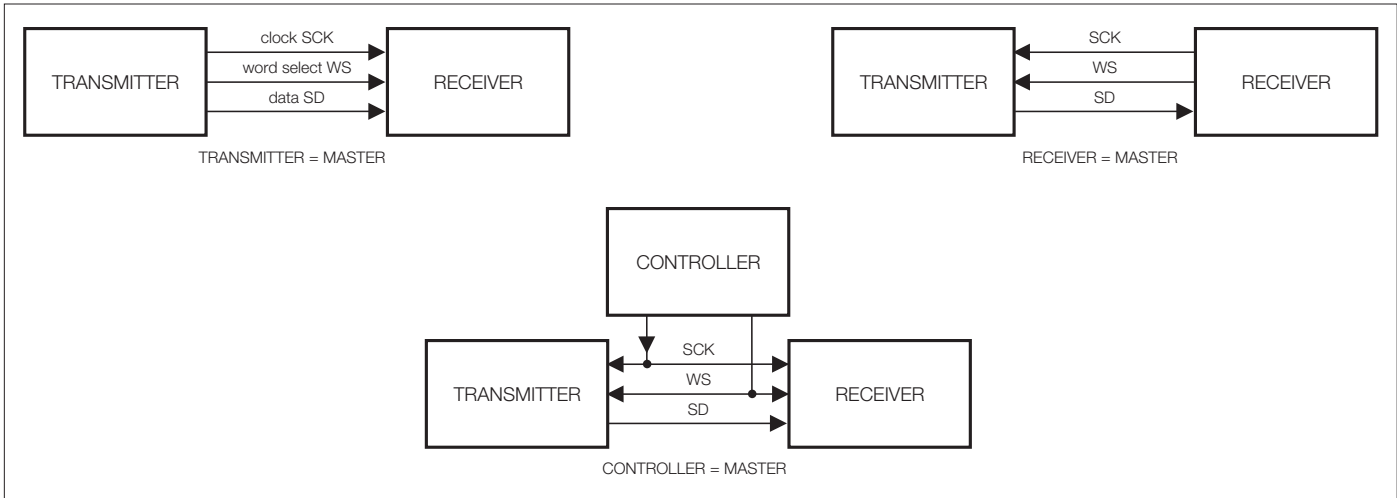 clock SCK
word select WS
data SD
TRANSMITTER
RECEIVER
TRANSMITTER = MASTER
SCK
WS
SD
TRANSMITTER
RECEIVER
RECEIVER = MASTER
CONTROLLER
SCK
WS
SD
TRANSMITTER
RECEIVER
CONTROLLER = MASTER